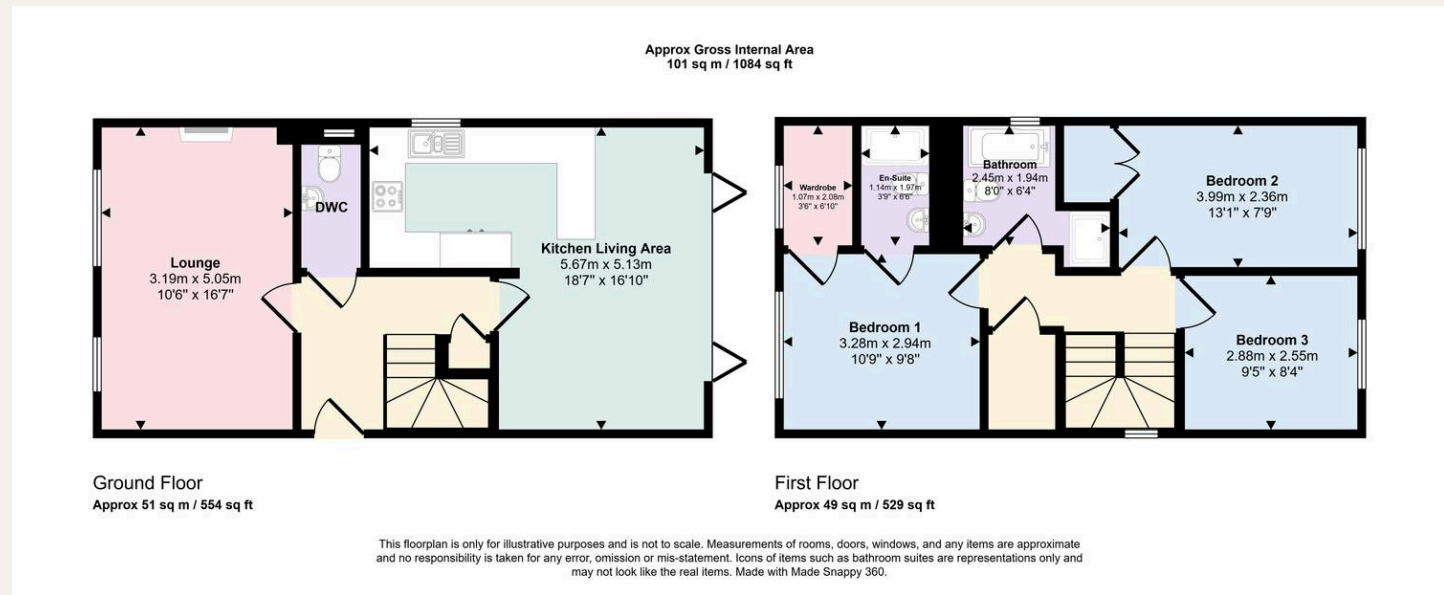 Approx Gross Internal Area
101 sq m / 1084 sq ft
Lounge
3.19m x 5.05m
10'6" x 16'7"
DWC
Kitchen Living Area
5.67m x 5.13m
18'7" x 16'10"
Wardrobe
1.07m x 2.08m
3'6" x 6'10"
En-Suite
1.14m x 1.97m
3'9" x 6'6"
Bathroom
2.45m x 1.94m
8'0" x 6'4"
Bedroom 2
3.99m x 2.36m
13'1" x 7'9"
Bedroom 1
3.28m x 2.94m
10'9" x 9'8"
Bedroom 3
2.88m x 2.55m
9'5" x 8'4"
Ground Floor
Approx 51 sq m / 554 sq ft
First Floor
Approx 49 sq m / 529 sq ft
This floorplan is only for illustrative purposes and is not to scale. Measurements of rooms, doors, windows, and any items are approximate
and no responsibility is taken for any error, omission or mis-statement. Icons of items such as bathroom suites are representations only and
may not look like the real items. Made with Made Snappy 360.